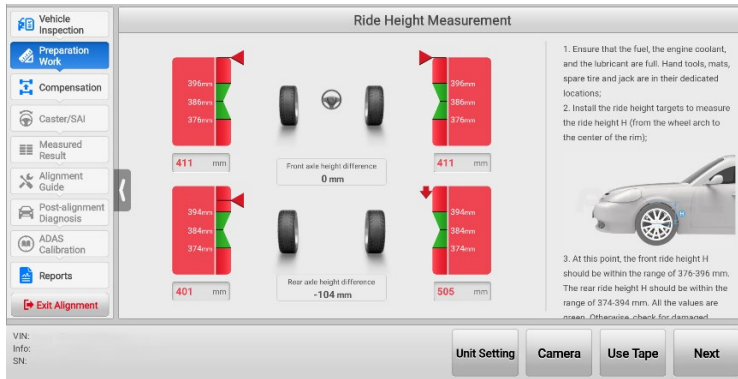 Vehicle
Inspection
Preparation
Work
Compensation
Caster/SAI
Measured
Result
Alignment
Guide
Post-alignment
Diagnosis
ADAS
Calibration
Reports
Exit Alignment
Ride Height Measurement
396mm
386mm
376mm
411 mm
396mm
386mm
376mm
411 mm
Front axle height difference
0 mm
394mm
384mm
374mm
401 mm
394mm
384mm
374mm
505 mm
Rear axle height difference
-104 mm
1. Ensure that the fuel, the engine coolant,
and the lubricant are full. Hand tools, mats,
spare tire and jack are in their dedicated
locations;
2. Install the ride height targets to measure
the ride height H (from the wheel arch to
the center of the rim);
H
3. At this point, the front ride height H
should be within the range of 376-396 mm.
The rear ride height H should be within the
range of 374-394 mm. All the values are
green. Otherwise, check for damaged
VIN:
Info:
SN:
Unit Setting
Camera
Use Tape
Next